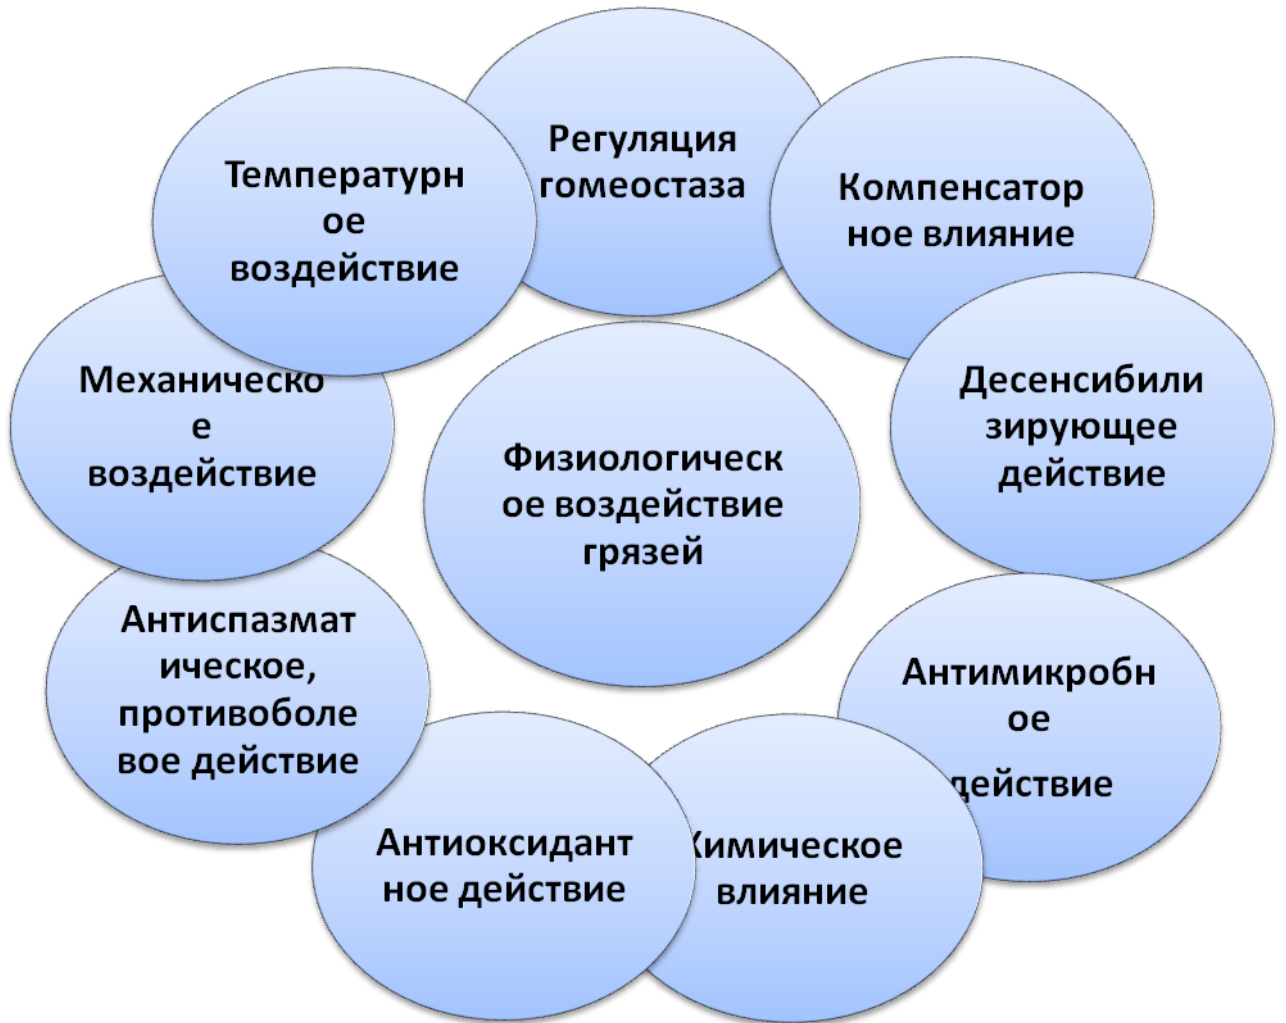 Регуляция
гомеостаза
Компенсатор
ное влияние
Десенсибили
зирующее
действие
Антимикробн
ое
действие
Химическое
влияние
Антиоксидант
ное действие
Антиспазмат
ическое,
противоболе
вое действие
Механическо
е
воздействие
Температурн
ое
воздействие
Физиологическ
ое воздействие
грязей